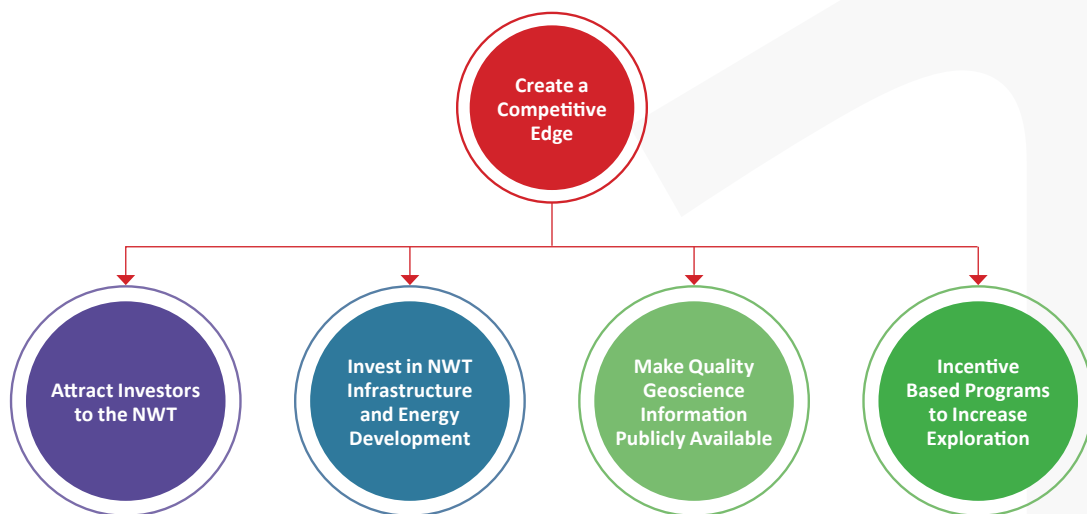 Create a
Competitive
Edge
Attract Investors
to the NWT
Invest in NWT
Infrastructure
and Energy
Development
Make Quality
Geoscience
Information
Publicly Available
Incentive
Based Programs
to Increase
Exploration